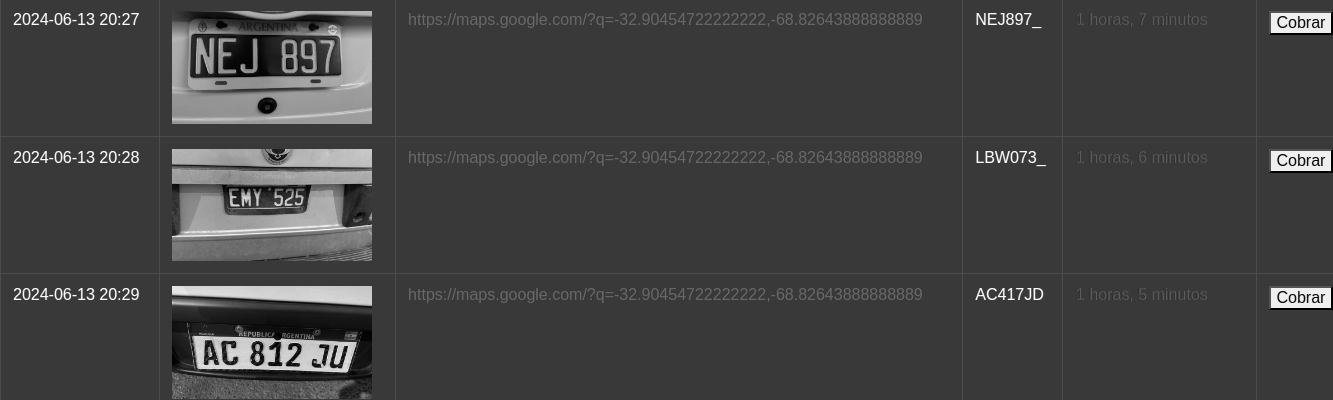 2024-06-13 20:27
ARGENTINA
NEJ 897
https://maps.google.com/?q=-32.90454722222222,-68.82643888888889
NEJ897_
1 horas, 7 minutos
Cobrar
2024-06-13 20:28
EMY 525
https://maps.google.com/?q=-32.90454722222222,-68.82643888888889
LBW073_
1 horas, 6 minutos
Cobrar
2024-06-13 20:29
REPUBLICA ARGENTINA
AC 812 JU
https://maps.google.com/?q=-32.90454722222222,-68.82643888888889
AC417JD
1 horas, 5 minutos
Cobrar